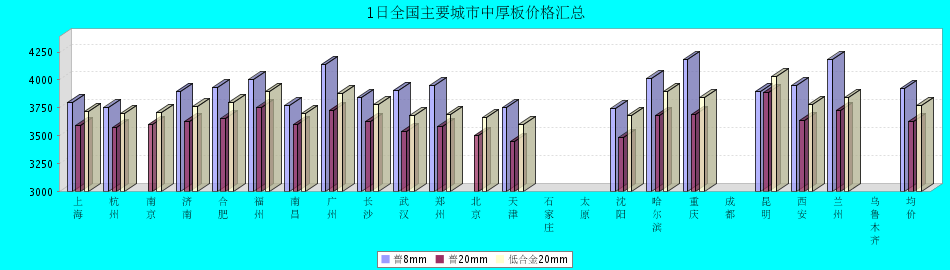 1日全国主要城市中厚板价格汇总
4250
4000
3750
3500
3250
3000
上海
杭州
南京
济南
合肥
福州
南昌
广州
长沙
武汉
郑州
北京
天津
石家庄
太原
沈阳
哈尔滨
重庆
成都
昆明
西安
兰州
乌鲁木齐
均价
普8mm 普20mm 低合金20mm